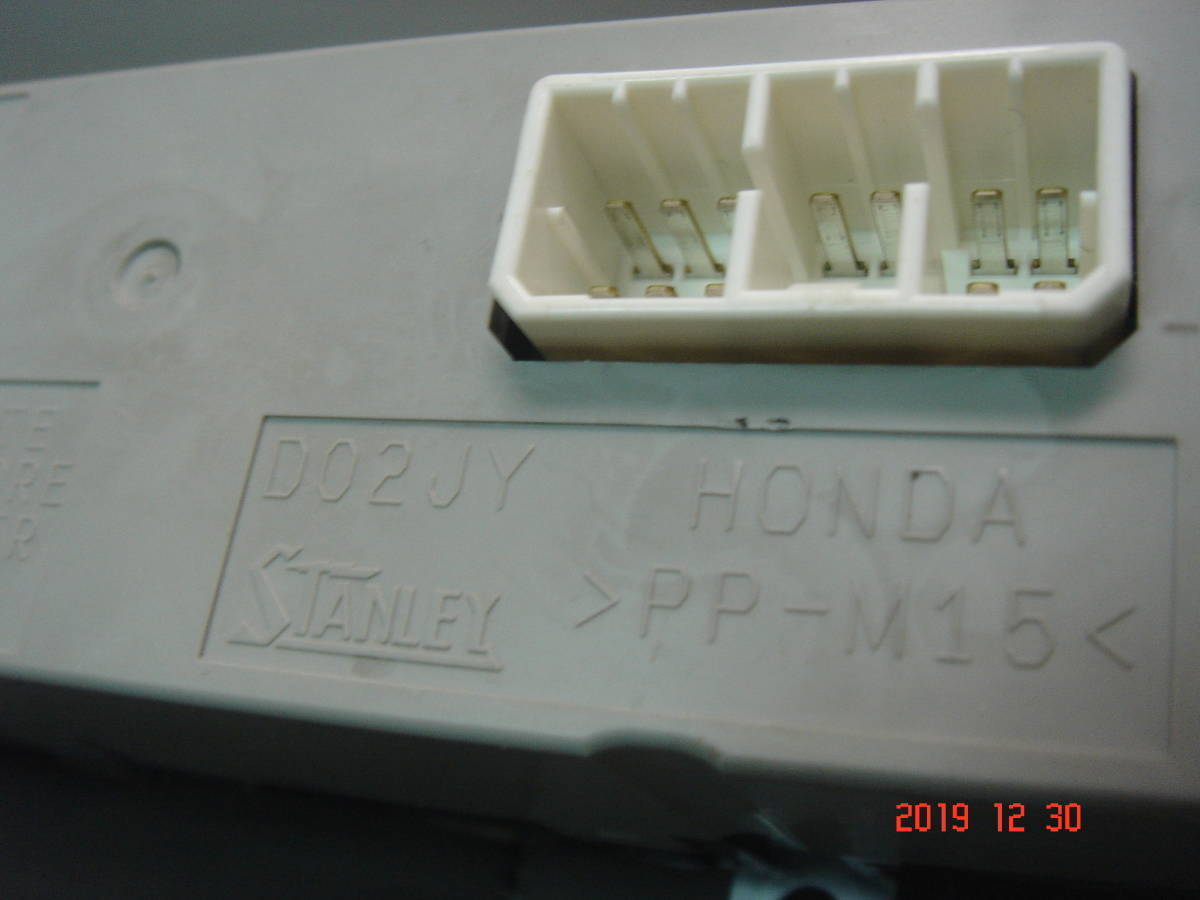 D02JY HONDA
STANLEY >PP-M15<
2019 12 30